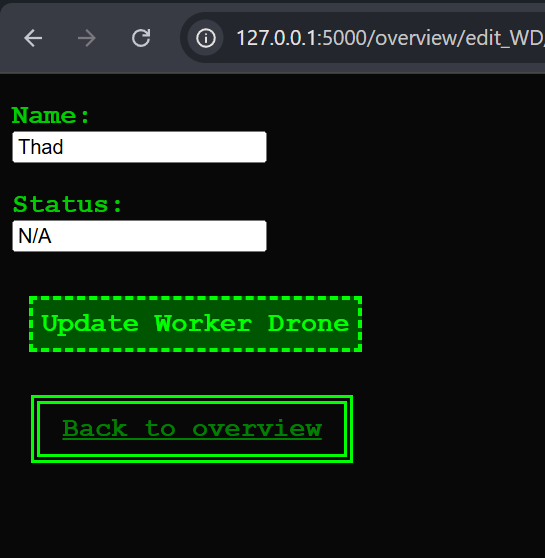 127.0.0.1:5000/overview/edit_WD/
Name:
Thad
Status:
N/A
Update Worker Drone
Back to overview